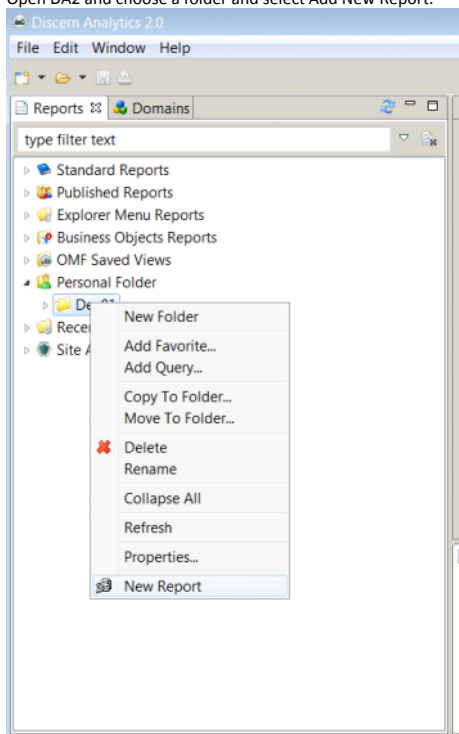 Open DA2 and choose a folder and select Add New Report.
Discern Analytics 2.0
File Edit Window Help
Reports Domains
type filter text
Standard Reports
Published Reports
Explorer Menu Reports
Business Objects Reports
OMF Saved Views
Personal Folder
New Folder
Site
Add Favorite...
Add Query...
Copy To Folder...
Move To Folder...
Delete
Rename
Collapse All
Refresh
Properties...
New Report